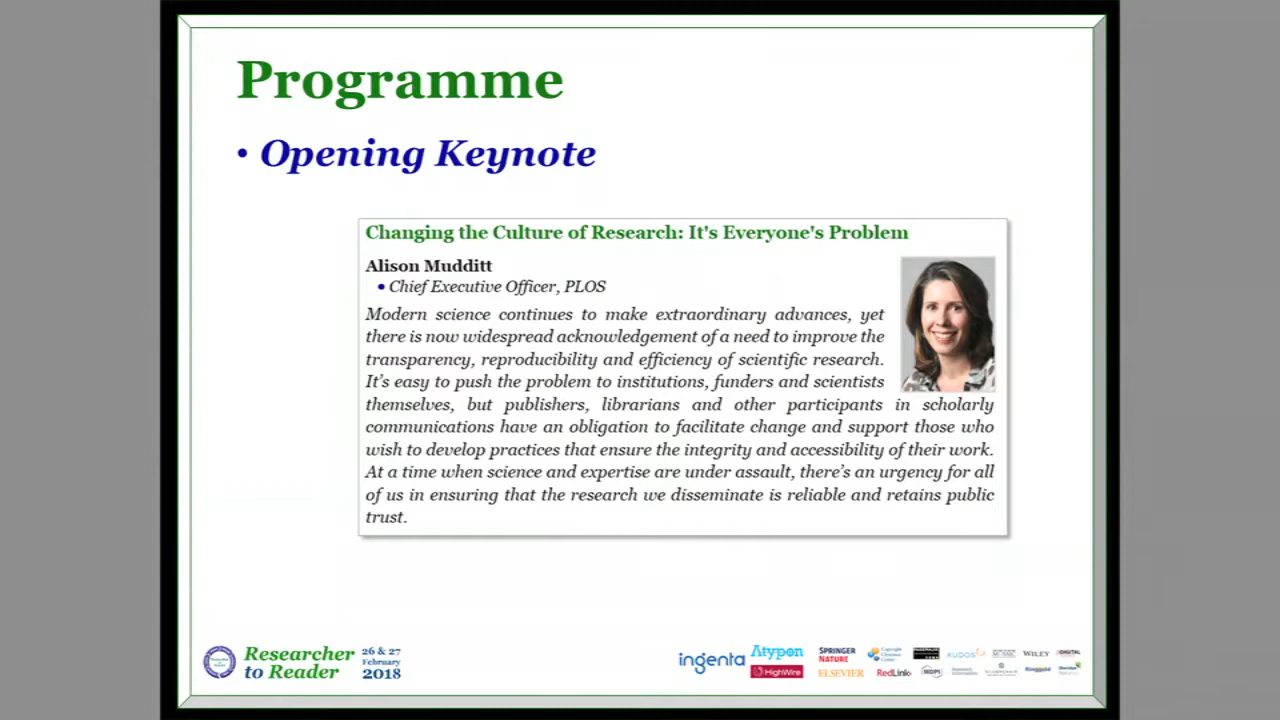 Programme
• Opening Keynote
Changing the Culture of Research: It's Everyone's Problem
Alison Mudditt
• Chief Executive Officer, PLOS
Modern science continues to make extraordinary advances, yet
there is now widespread acknowledgement of a need to improve the
transparency, reproducibility and efficiency of scientific research.
It's easy to push the problem to institutions, funders and scientists
themselves, but publishers, librarians and other participants in scholarly
communications have an obligation to facilitate change and support those who
wish to develop practices that ensure the integrity and accessibility of their work.
At a time when science and expertise are under assault, there's an urgency for all
of us in ensuring that the research we disseminate is reliable and retains public
trust.
Researcher
to Reader
26 & 27
February
2018
ingenta
Atypon
HighWire
SPRINGER
NATURE
ELSEVIER
Copyright
Clearance
Center
RedLink
KUDOS
MDPI
WILEY
DIGITAL